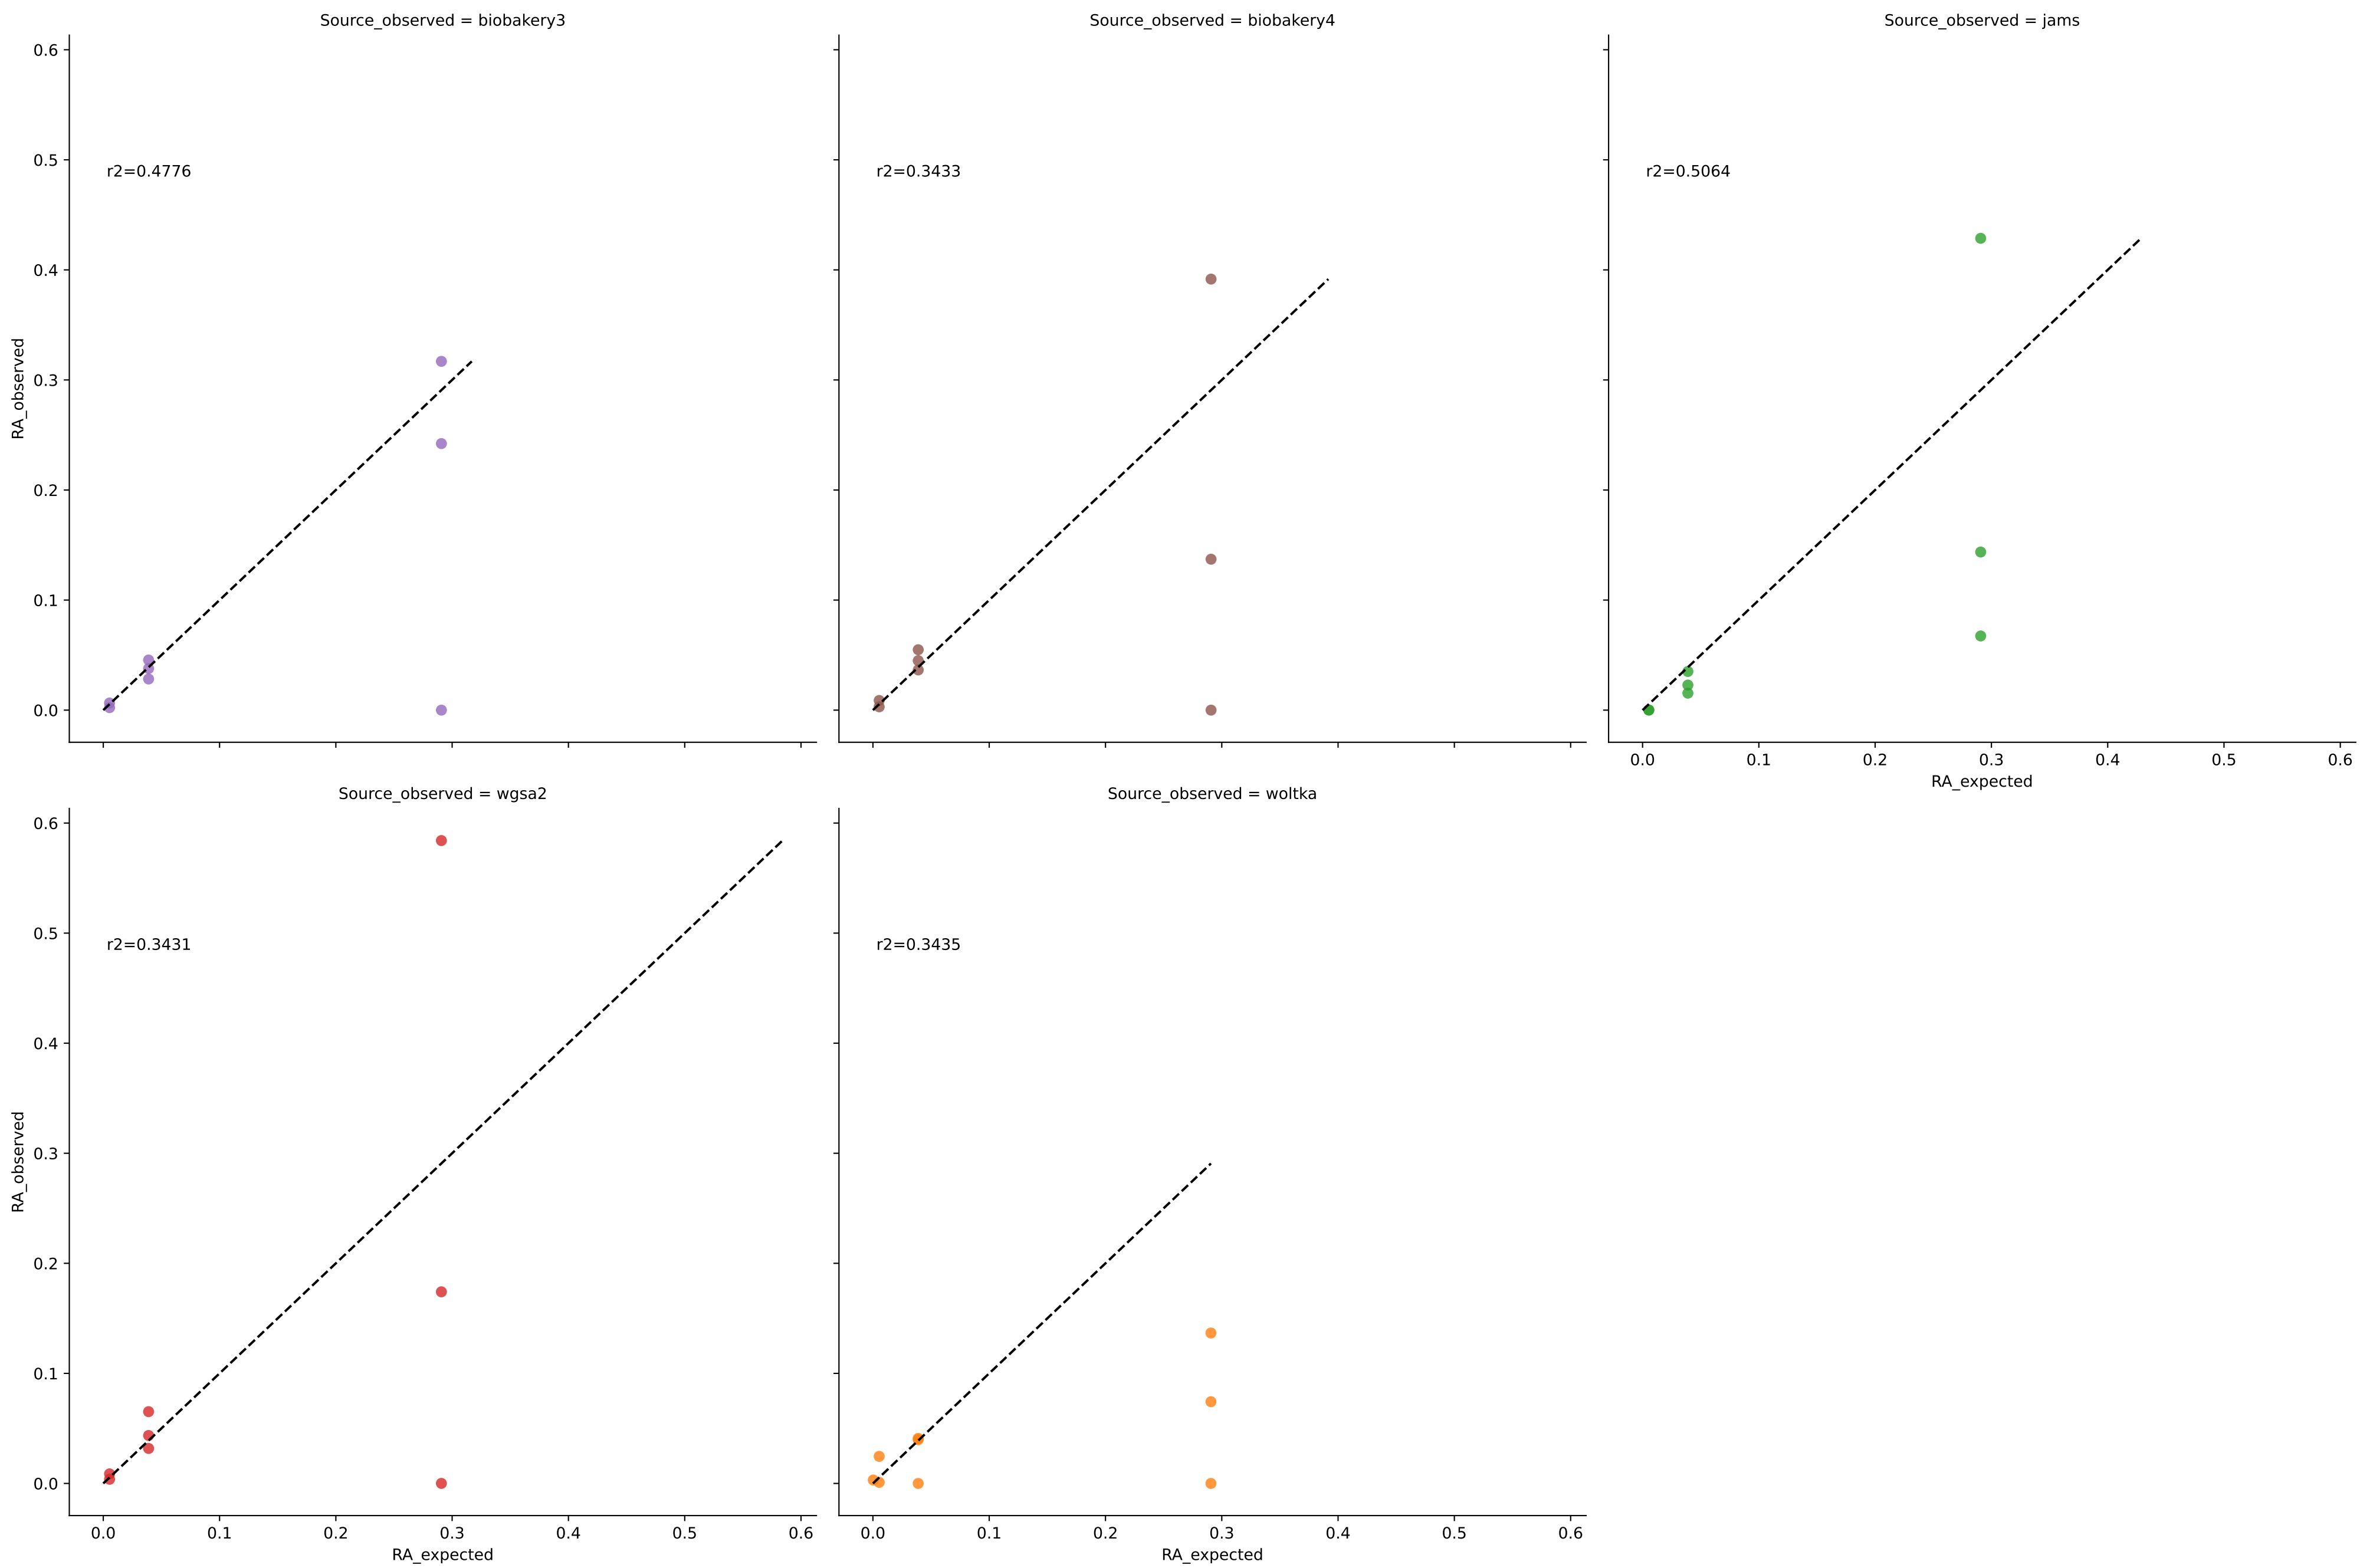 Source_observed = biobakery3
Source_observed = biobakery4
Source_observed = jams
0.6
0.5
0.4
0.3
0.2
0.1
0.0
RA_observed
r2=0.4776
r2=0.3433
r2=0.5064
0.0 0.1 0.2 0.3 0.4 0.5 0.6
RA_expected
Source_observed = wgsa2
Source_observed = woltka
0.6
0.5
0.4
0.3
0.2
0.1
0.0
RA_observed
r2=0.3431
r2=0.3435
0.0 0.1 0.2 0.3 0.4 0.5 0.6
RA_expected
0.0 0.1 0.2 0.3 0.4 0.5 0.6
RA_expected